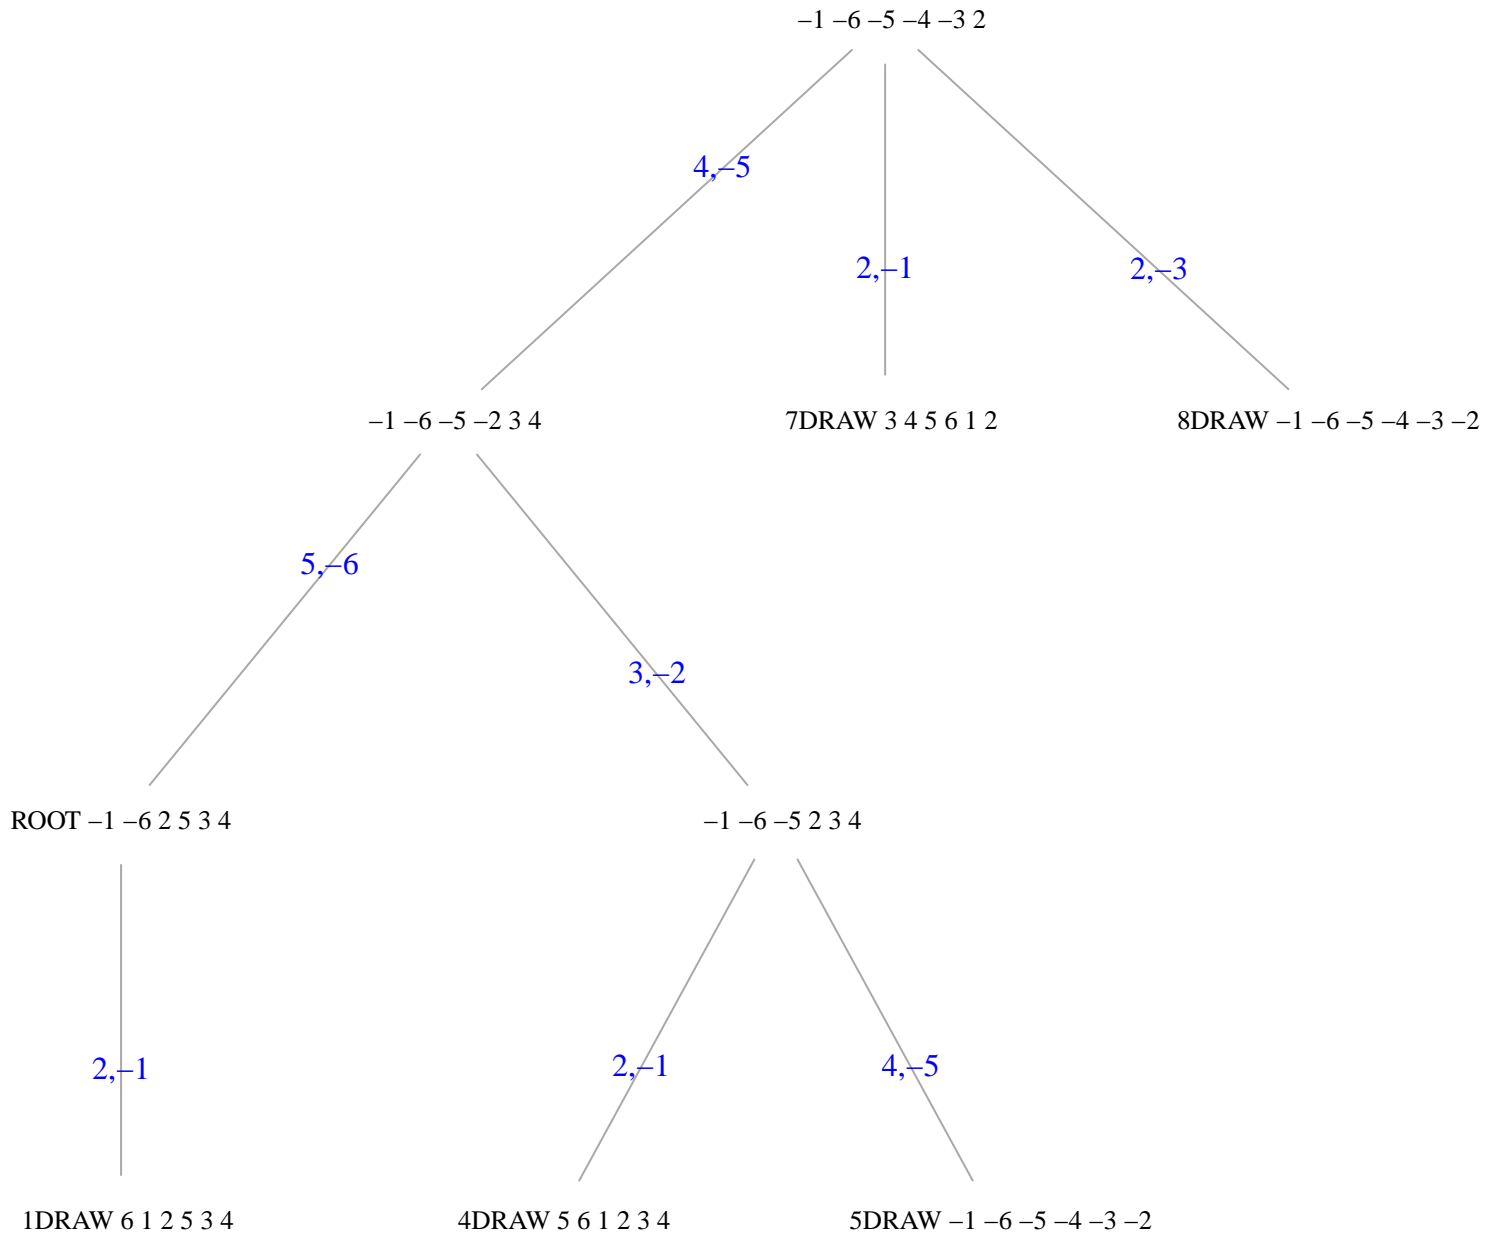 –1 –6 –5 –4 –3 2
4,–5
2,–1
2,–3
–1 –6 –5 –2 3 4
7DRAW 3 4 5 6 1 2
8DRAW –1 –6 –5 –4 –3 –2
5,–6
3,–2
ROOT –1 –6 2 5 3 4
–1 –6 –5 2 3 4
2,–1
2,–1
4,–5
1DRAW 6 1 2 5 3 4
4DRAW 5 6 1 2 3 4
5DRAW –1 –6 –5 –4 –3 –2